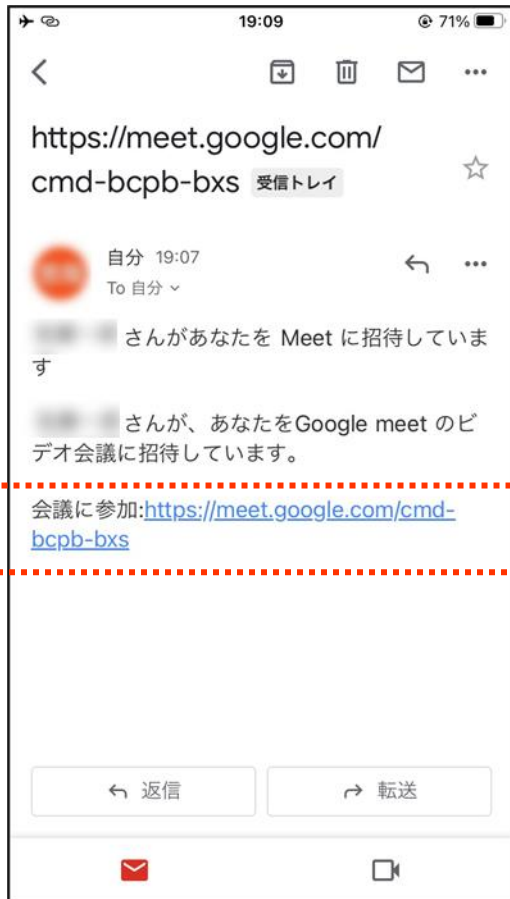 19:09
71%
https://meet.google.com/
cmd-bcpb-bxs 受信トレイ
自分 19:07
To 自分
さんがあなたを Meet に招待していま
す
さんが、あなたをGoogle meet のビ
デオ会議に招待しています。
会議に参加:https://meet.google.com/cmd-
bcpb-bxs
返信
転送